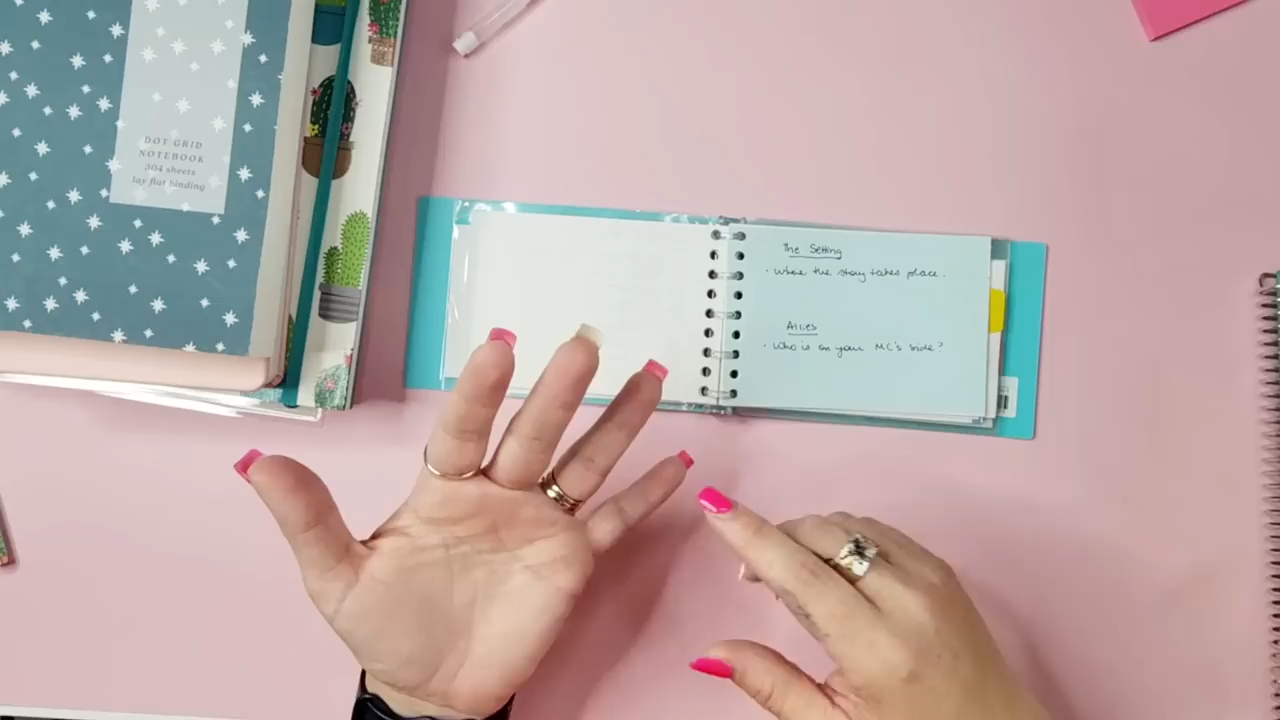 DOT GRID
NOTEBOOK
304 sheets
lay flat binding
The Setting
· Where the story takes place.
Allies
· Who is on your MC's side?